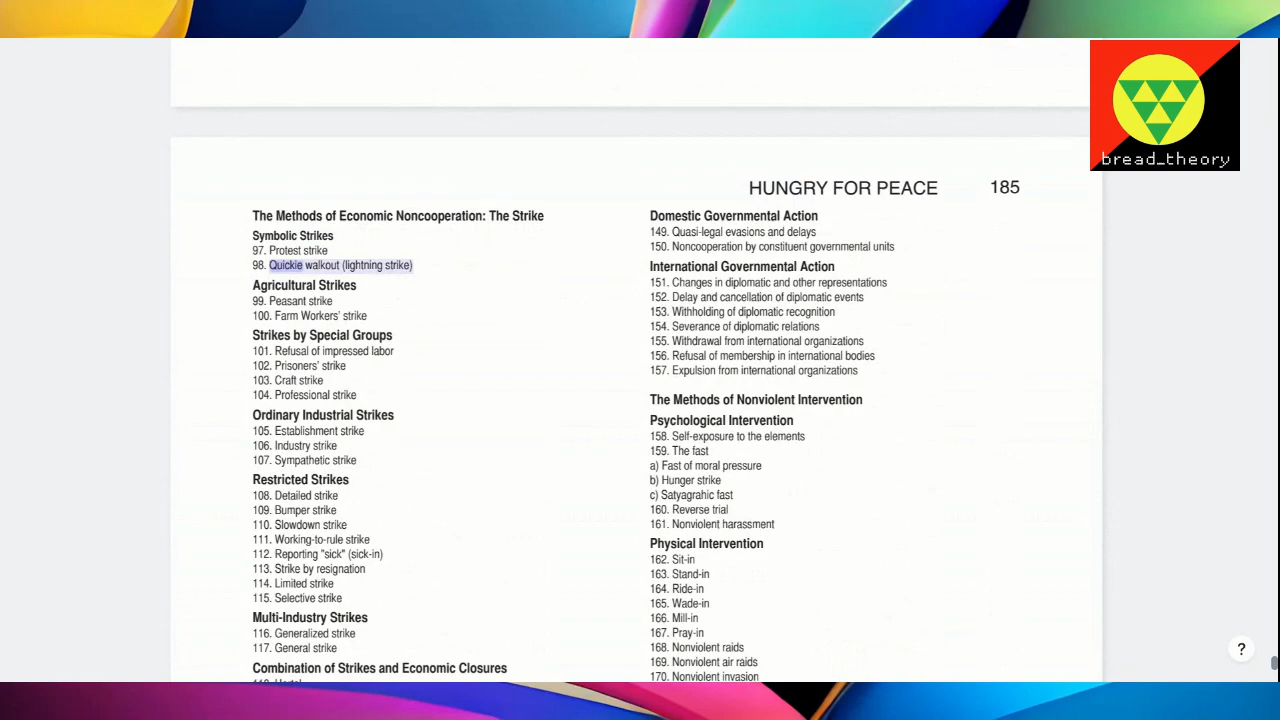 bread_theory
HUNGRY FOR PEACE 185
The Methods of Economic Noncooperation: The Strike
Symbolic Strikes
97. Protest strike
98. Quickie walkout (lightning strike)
Agricultural Strikes
99. Peasant strike
100. Farm Workers' strike
Strikes by Special Groups
101. Refusal of impressed labor
102. Prisoners' strike
103. Craft strike
104. Professional strike
Ordinary Industrial Strikes
105. Establishment strike
106. Industry strike
107. Sympathetic strike
Restricted Strikes
108. Detailed strike
109. Bumper strike
110. Slowdown strike
111. Working-to-rule strike
112. Reporting "sick" (sick-in)
113. Strike by resignation
114. Limited strike
115. Selective strike
Multi-Industry Strikes
116. Generalized strike
117. General strike
Combination of Strikes and Economic Closures
Domestic Governmental Action
149. Quasi-legal evasions and delays
150. Noncooperation by constituent governmental units
International Governmental Action
151. Changes in diplomatic and other representations
152. Delay and cancellation of diplomatic events
153. Withholding of diplomatic recognition
154. Severance of diplomatic relations
155. Withdrawal from international organizations
156. Refusal of membership in international bodies
157. Expulsion from international organizations
The Methods of Nonviolent Intervention
Psychological Intervention
158. Self-exposure to the elements
159. The fast
a) Fast of moral pressure
b) Hunger strike
c) Satyagrahic fast
160. Reverse trial
161. Nonviolent harassment
Physical Intervention
162. Sit-in
163. Stand-in
164. Ride-in
165. Wade-in
166. Mill-in
167. Pray-in
168. Nonviolent raids
169. Nonviolent air raids
170. Nonviolent invasion
?